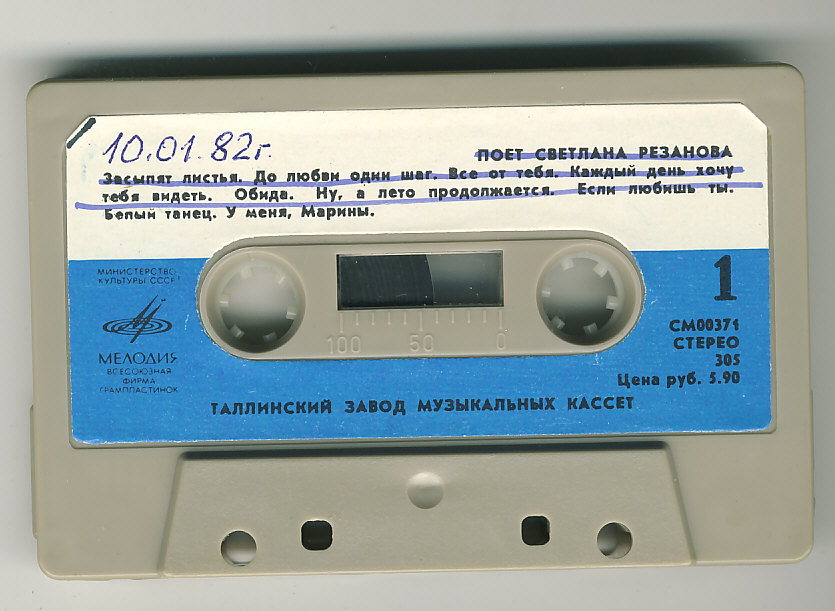 10.01.82г.
ПОЕТ СВЕТЛАНА РЕЗАНОВА
Засыпят листья. До любви один шаг. Все от тебя. Каждый день хочу
тебя видеть. Обида. Ну, а лето продолжается. Если любишь ты.
Белый танец. У меня, Марины.
МИНИСТЕРСТВО
КУЛЬТУРЫ СССР
1
МЕЛОДИЯ
ВСЕСОЮЗНАЯ
ФИРМА
ГРАМПЛАСТИНОК
СМ00371
СТЕРЕО
305
Цена руб. 5.90
100 50 0
ТАЛЛИНСКИЙ ЗАВОД МУЗЫКАЛЬНЫХ КАССЕТ